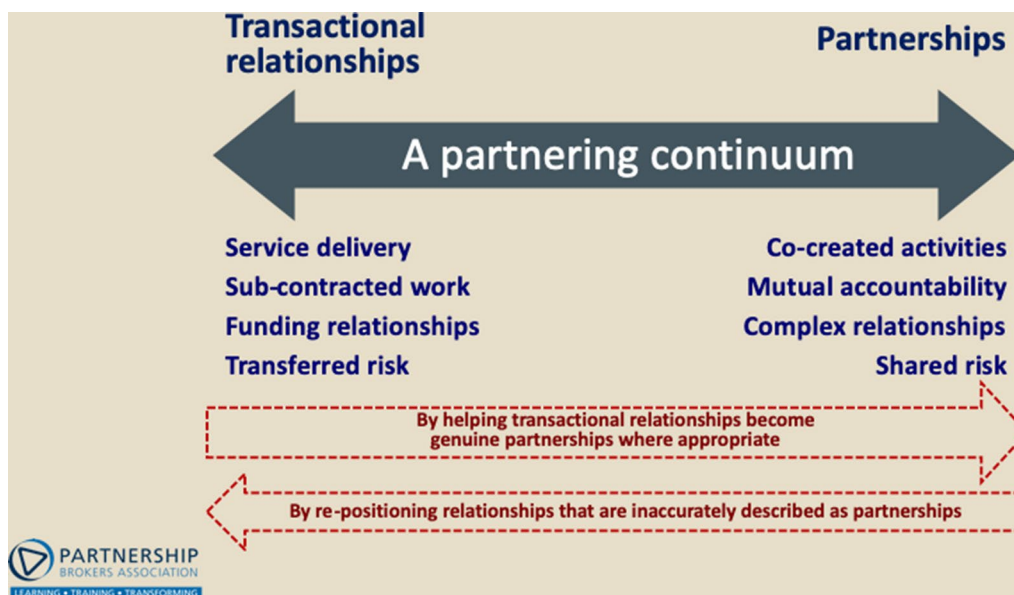 Transactional
relationships
Partnerships
A partnering continuum
Service delivery
Co-created activities
Sub-contracted work
Mutual accountability
Funding relationships
Complex relationships
Transferred risk
Shared risk
By helping transactional relationships become
genuine partnerships where appropriate
By re-positioning relationships that are inaccurately described as partnerships
PARTNERSHIP
BROKERS ASSOCIATION
LEARNING • TRAINING • TRANSFORMING